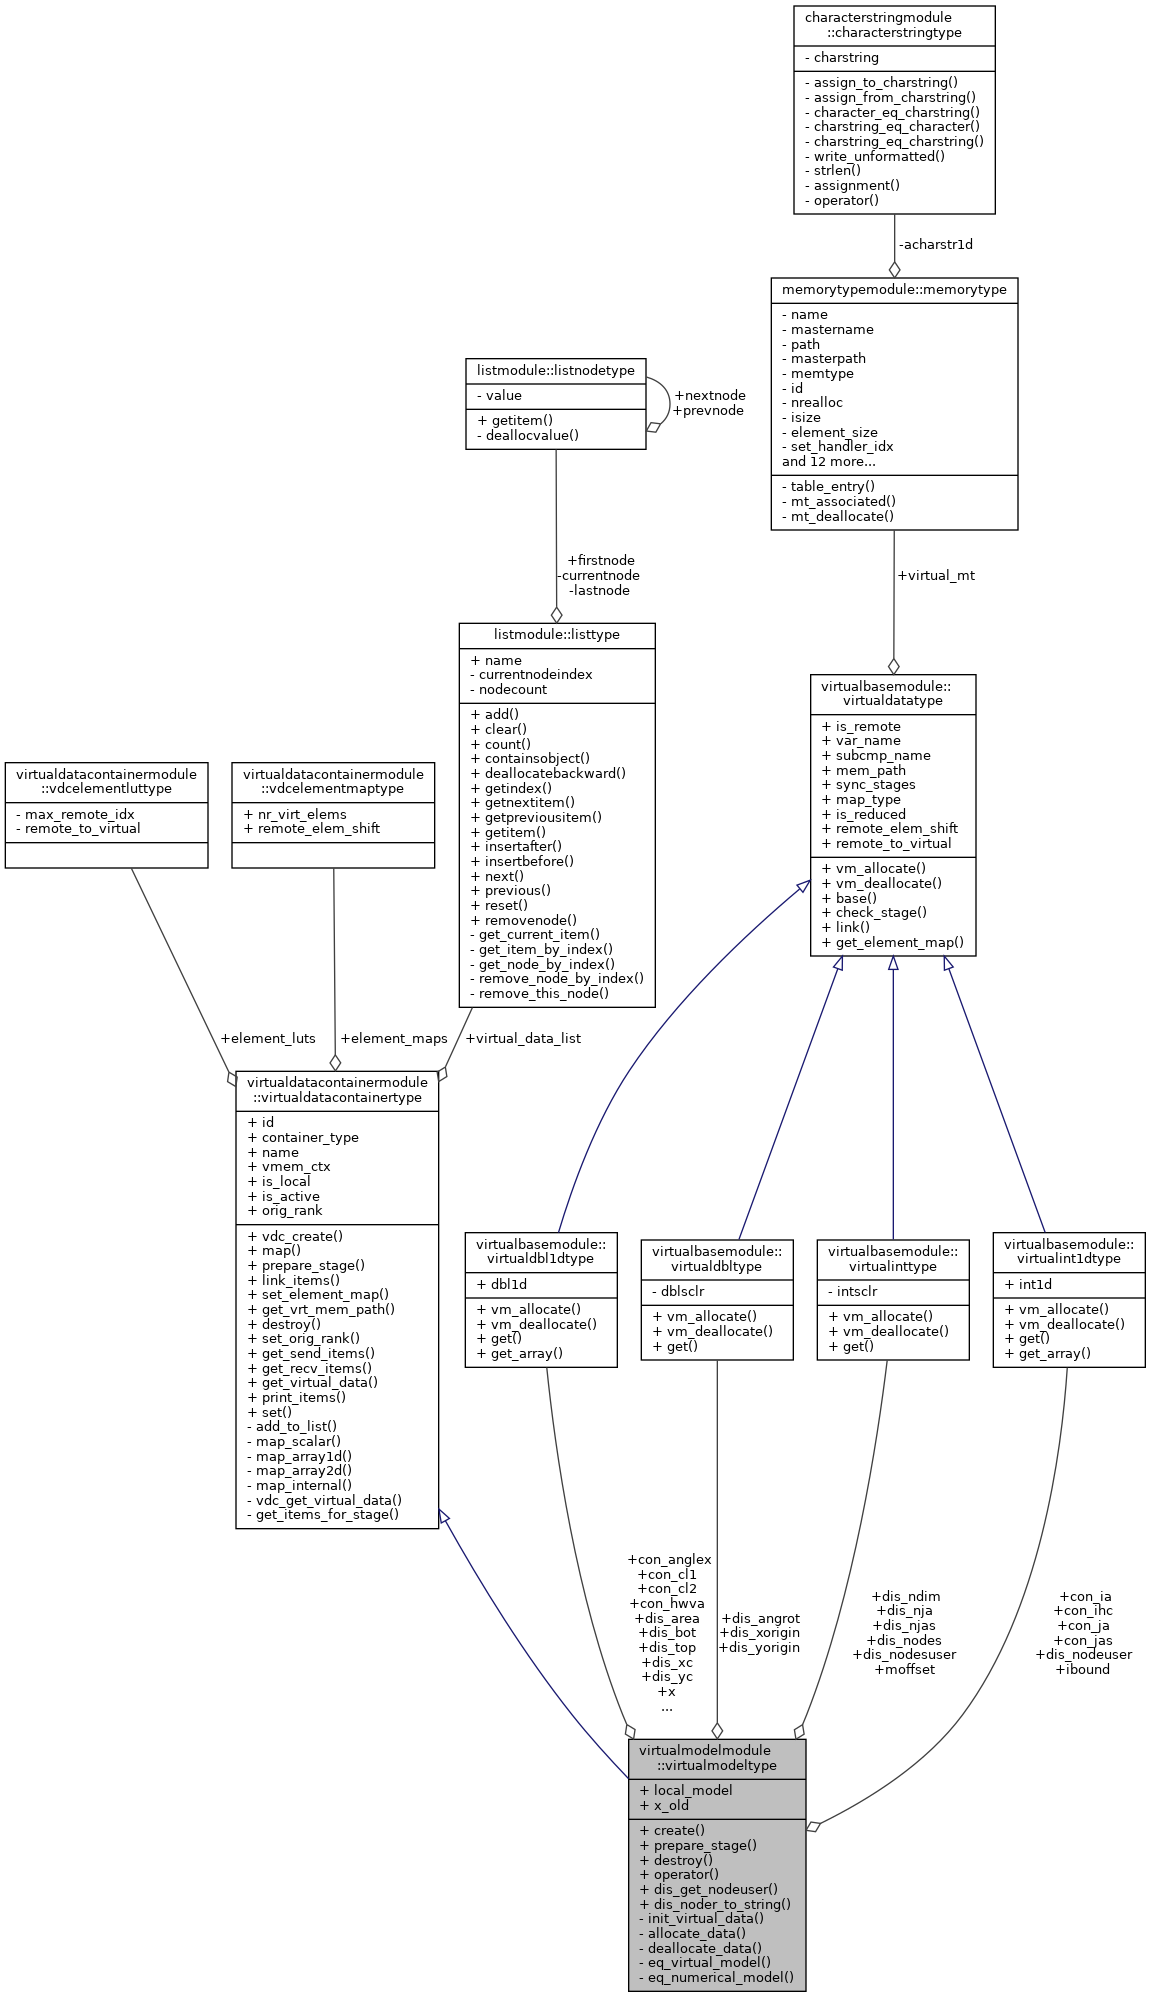 characterstringmodule
::characterstringtype
- charstring
- assign_to_charstring()
- assign_from_charstring()
- character_eq_charstring()
- charstring_eq_character()
- charstring_eq_charstring()
- write_unformatted()
- strlen()
- assignment()
- operator()
-acharstr1d
memorytypemodule::memorytype
- name
- mastername
- path
- masterpath
- memtype
- id
- nrealloc
- isize
- element_size
- set_handler_idx
and 12 more...
- table_entry()
- mt_associated()
- mt_deallocate()
listmodule::listnodetype
- value
+ getitem()
- deallocvalue()
+nextnode
+prevnode
+firstnode
-currentnode
-lastnode
+virtual_mt
listmodule::listtype
+ name
- currentnodeindex
- nodecount
+ add()
+ clear()
+ count()
+ containsobject()
+ deallocatebackward()
+ getindex()
+ getnextitem()
+ getpreviousitem()
+ getitem()
+ insertafter()
+ insertbefore()
+ next()
+ previous()
+ reset()
+ removenode()
- get_current_item()
- get_item_by_index()
- get_node_by_index()
- remove_node_by_index()
- remove_this_node()
virtualbasemodule::
virtualdatatype
+ is_remote
+ var_name
+ subcmp_name
+ mem_path
+ sync_stages
+ map_type
+ is_reduced
+ remote_elem_shift
+ remote_to_virtual
+ vm_allocate()
+ vm_deallocate()
+ base()
+ check_stage()
+ link()
+ get_element_map()
virtualdatacontainermodule
::vdcelementluttype
- max_remote_idx
- remote_to_virtual
virtualdatacontainermodule
::vdcelementmaptype
+ nr_virt_elems
+ remote_elem_shift
+element_luts
+element_maps
+virtual_data_list
virtualdatacontainermodule
::virtualdatacontainertype
+ id
+ container_type
+ name
+ vmem_ctx
+ is_local
+ is_active
+ orig_rank
+ vdc_create()
+ map()
+ prepare_stage()
+ link_items()
+ set_element_map()
+ get_vrt_mem_path()
+ destroy()
+ set_orig_rank()
+ get_send_items()
+ get_recv_items()
+ get_virtual_data()
+ print_items()
+ set()
- add_to_list()
- map_scalar()
- map_array1d()
- map_array2d()
- map_internal()
- vdc_get_virtual_data()
- get_items_for_stage()
virtualbasemodule::
virtualdbl1dtype
+ dbl1d
+ vm_allocate()
+ vm_deallocate()
+ get()
+ get_array()
virtualbasemodule::
virtualdbltype
- dblsclr
+ vm_allocate()
+ vm_deallocate()
+ get()
virtualbasemodule::
virtualinttype
- intsclr
+ vm_allocate()
+ vm_deallocate()
+ get()
virtualbasemodule::
virtualint1dtype
+ int1d
+ vm_allocate()
+ vm_deallocate()
+ get()
+ get_array()
+con_anglex
+con_cl1
+con_cl2
+con_hwva
+dis_area
+dis_bot
+dis_top
+dis_xc
+dis_yc
+x
...
+dis_angrot
+dis_xorigin
+dis_yorigin
+dis_ndim
+dis_nja
+dis_njas
+dis_nodes
+dis_nodesuser
+moffset
+con_ia
+con_ihc
+con_ja
+con_jas
+dis_nodeuser
+ibound
virtualmodelmodule
::virtualmodeltype
+ local_model
+ x_old
+ create()
+ prepare_stage()
+ destroy()
+ operator()
+ dis_get_nodeuser()
+ dis_noder_to_string()
- init_virtual_data()
- allocate_data()
- deallocate_data()
- eq_virtual_model()
- eq_numerical_model()